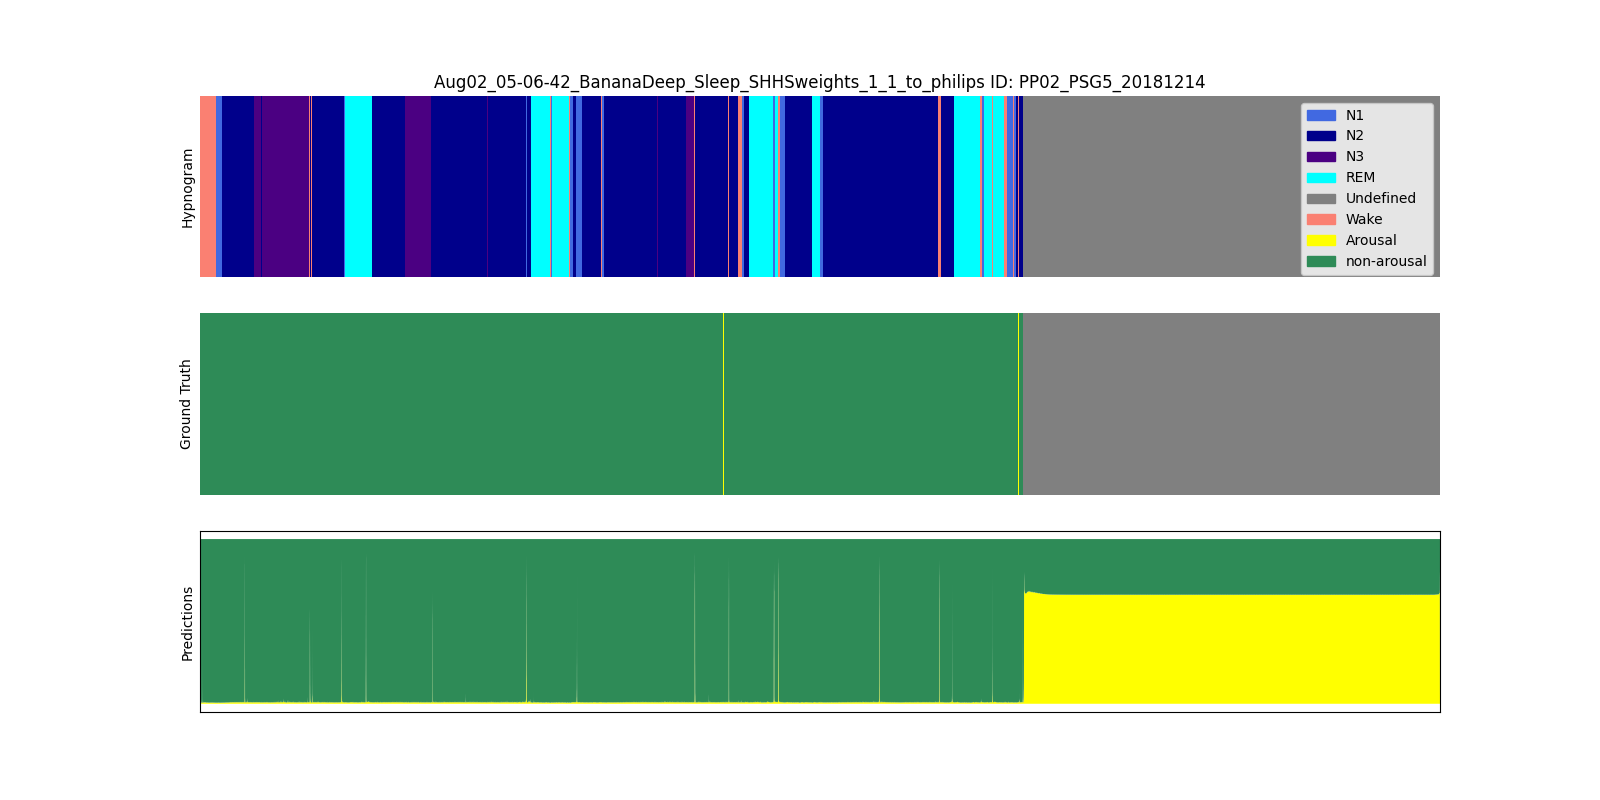 Aug02_05-06-42_BananaDeep_Sleep_SHHSweights_1_1_to_philips ID: PP02_PSG5_20181214
Hypnogram
N1
N2
N3
REM
Undefined
Wake
Arousal
non-arousal
Ground Truth
Predictions